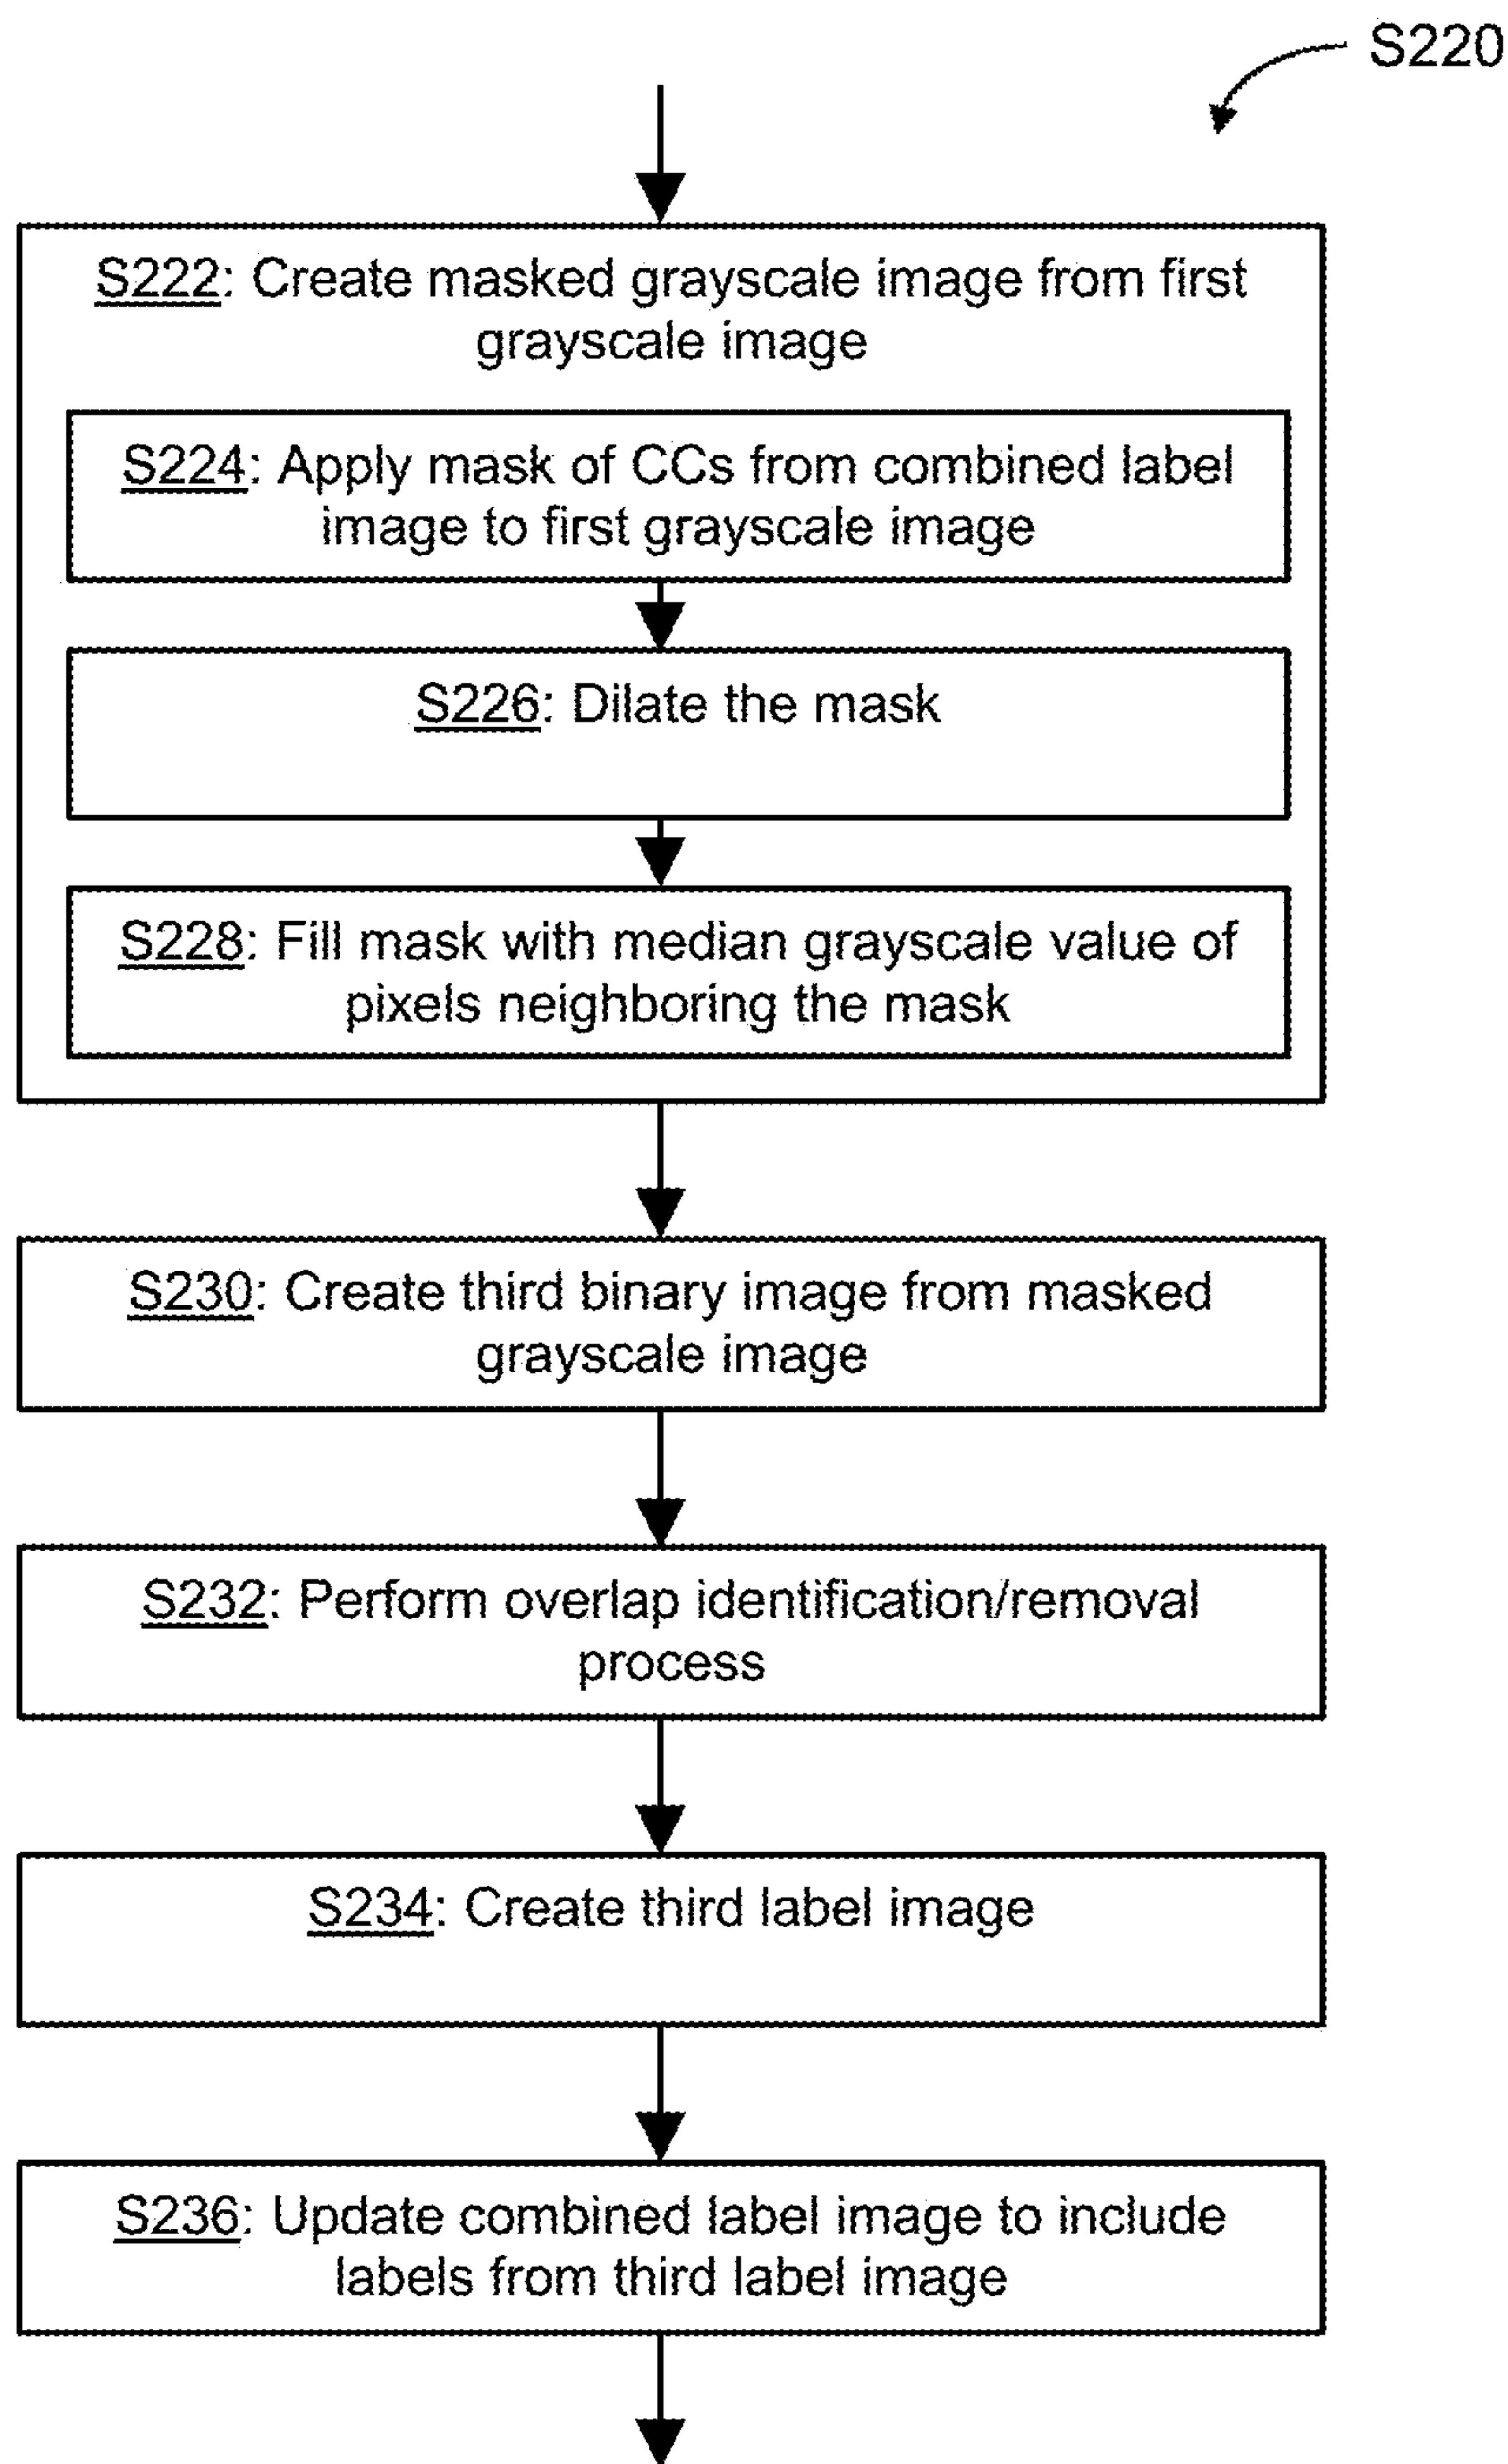 S220
S222: Create masked grayscale image from first
grayscale image
S224: Apply mask of CCs from combined label
image to first grayscale image
S226: Dilate the mask
S228: Fill mask with median grayscale value of
pixels neighboring the mask
S230: Create third binary image from masked
grayscale image
S232: Perform overlap identification/removal
process
S234: Create third label image
S236: Update combined label image to include
labels from third label image